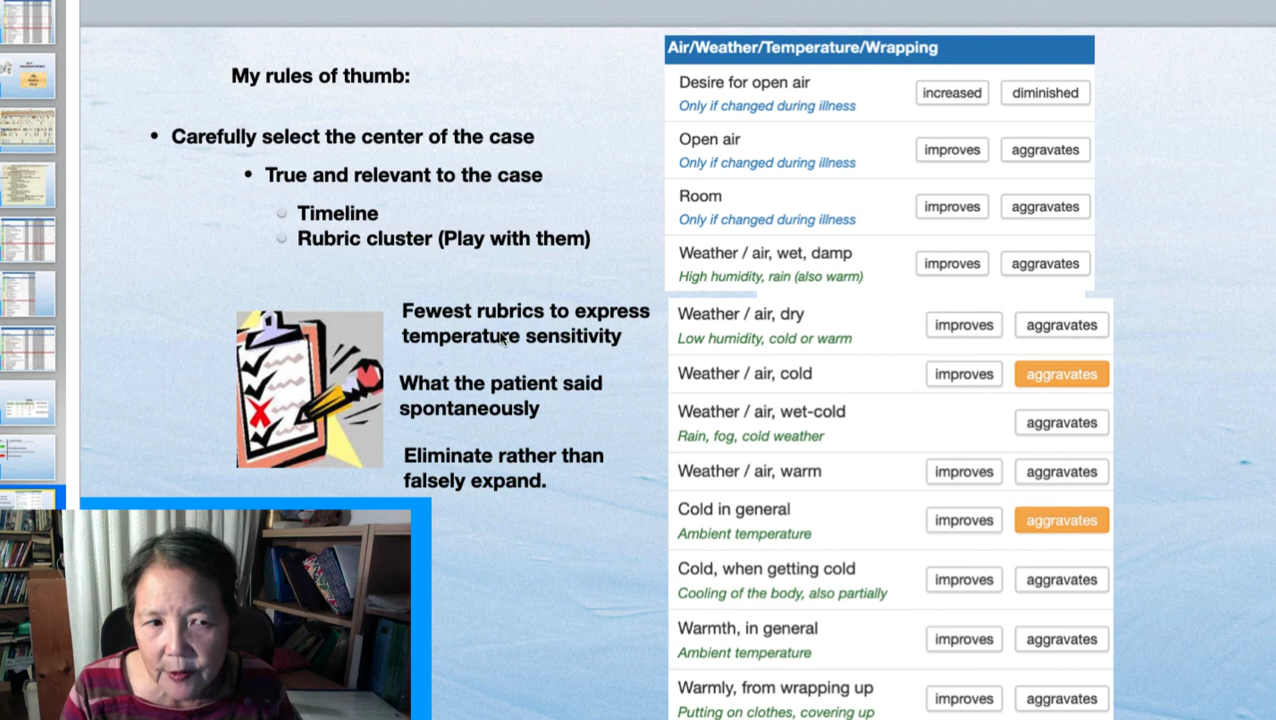 My rules of thumb:
• Carefully select the center of the case
• True and relevant to the case
Timeline
Rubric cluster (Play with them)
Fewest rubrics to express
temperature sensitivity
What the patient said
spontaneously
Eliminate rather than
falsely expand.
Air/Weather/Temperature/Wrapping
Desire for open air
Only if changed during illness
increased diminished
Open air
Only if changed during illness
improves aggravates
Room
Only if changed during illness
improves aggravates
Weather / air, wet, damp
High humidity, rain (also warm)
improves aggravates
Weather / air, dry
Low humidity, cold or warm
improves aggravates
Weather / air, cold
improves aggravates
Weather / air, wet-cold
Rain, fog, cold weather
aggravates
Weather / air, warm
improves aggravates
Cold in general
Ambient temperature
improves aggravates
Cold, when getting cold
Cooling of the body, also partially
improves aggravates
Warmth, in general
Ambient temperature
improves aggravates
Warmly, from wrapping up
Putting on clothes, covering up
improves aggravates